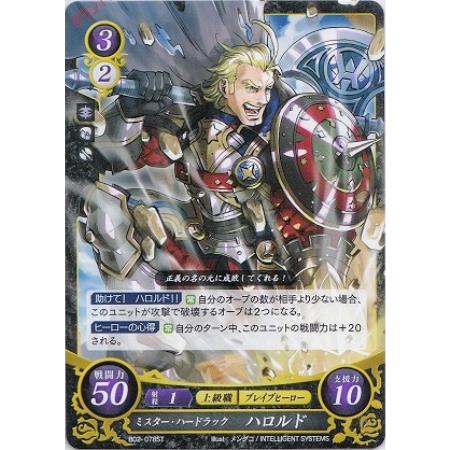 3
2
正義の名の元に成敗してくれる!
助けて! ハロルド!! 常 自分のオーブの数が相手より少ない場合、
このユニットが攻撃で破壊するオーブは2つになる。
ヒーローの心得 常 自分のターン中、このユニットの戦闘力は+20
される。
戦闘力 50
射程 1
上級職 ブレイブヒーロー
支援力 10
ミスター・ハードラック ハロルド
B02-078ST
Illust:メンゲコ / INTELLIGENT SYSTEMS